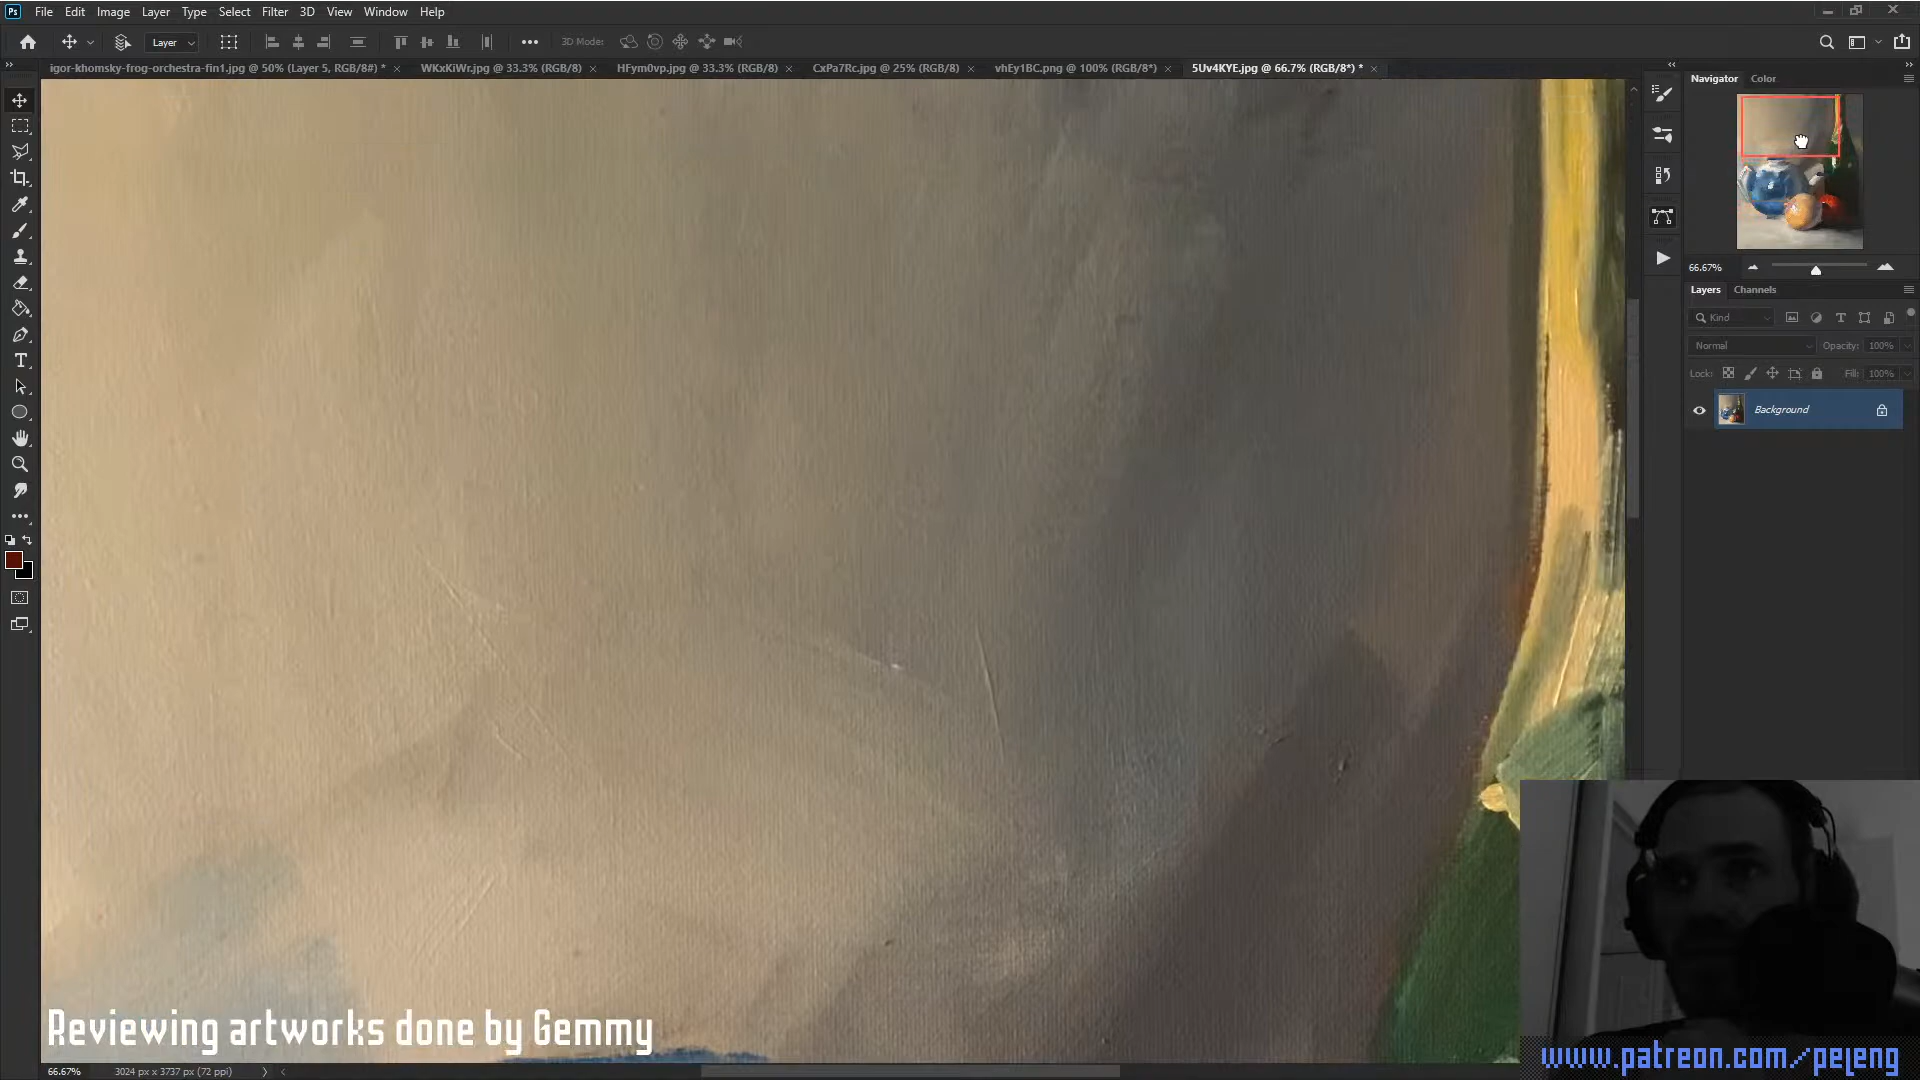 Ps File Edit Image Layer Type Select Filter 3D View Window Help
Layer 3D Mode:
igor-khomsky-frog-orchestra-fin1.jpg @ 50% (Layer 5, RGB/8#) * WKxKiWr.jpg @ 33.3% (RGB/8) HFym0vp.jpg @ 33.3% (RGB/8) CxPa7Rc.jpg @ 25% (RGB/8) vhEy1BC.png @ 100% (RGB/8*) 5Uv4KYE.jpg @ 66.7% (RGB/8*) *
Navigator Color
66.67%
Layers Channels
Kind
Normal Opacity: 100%
Lock: Fill: 100%
Background
Reviewing artworks done by Gemmy
www.patreon.com/peleng
66.67% 3024 px x 3737 px (72 ppi)